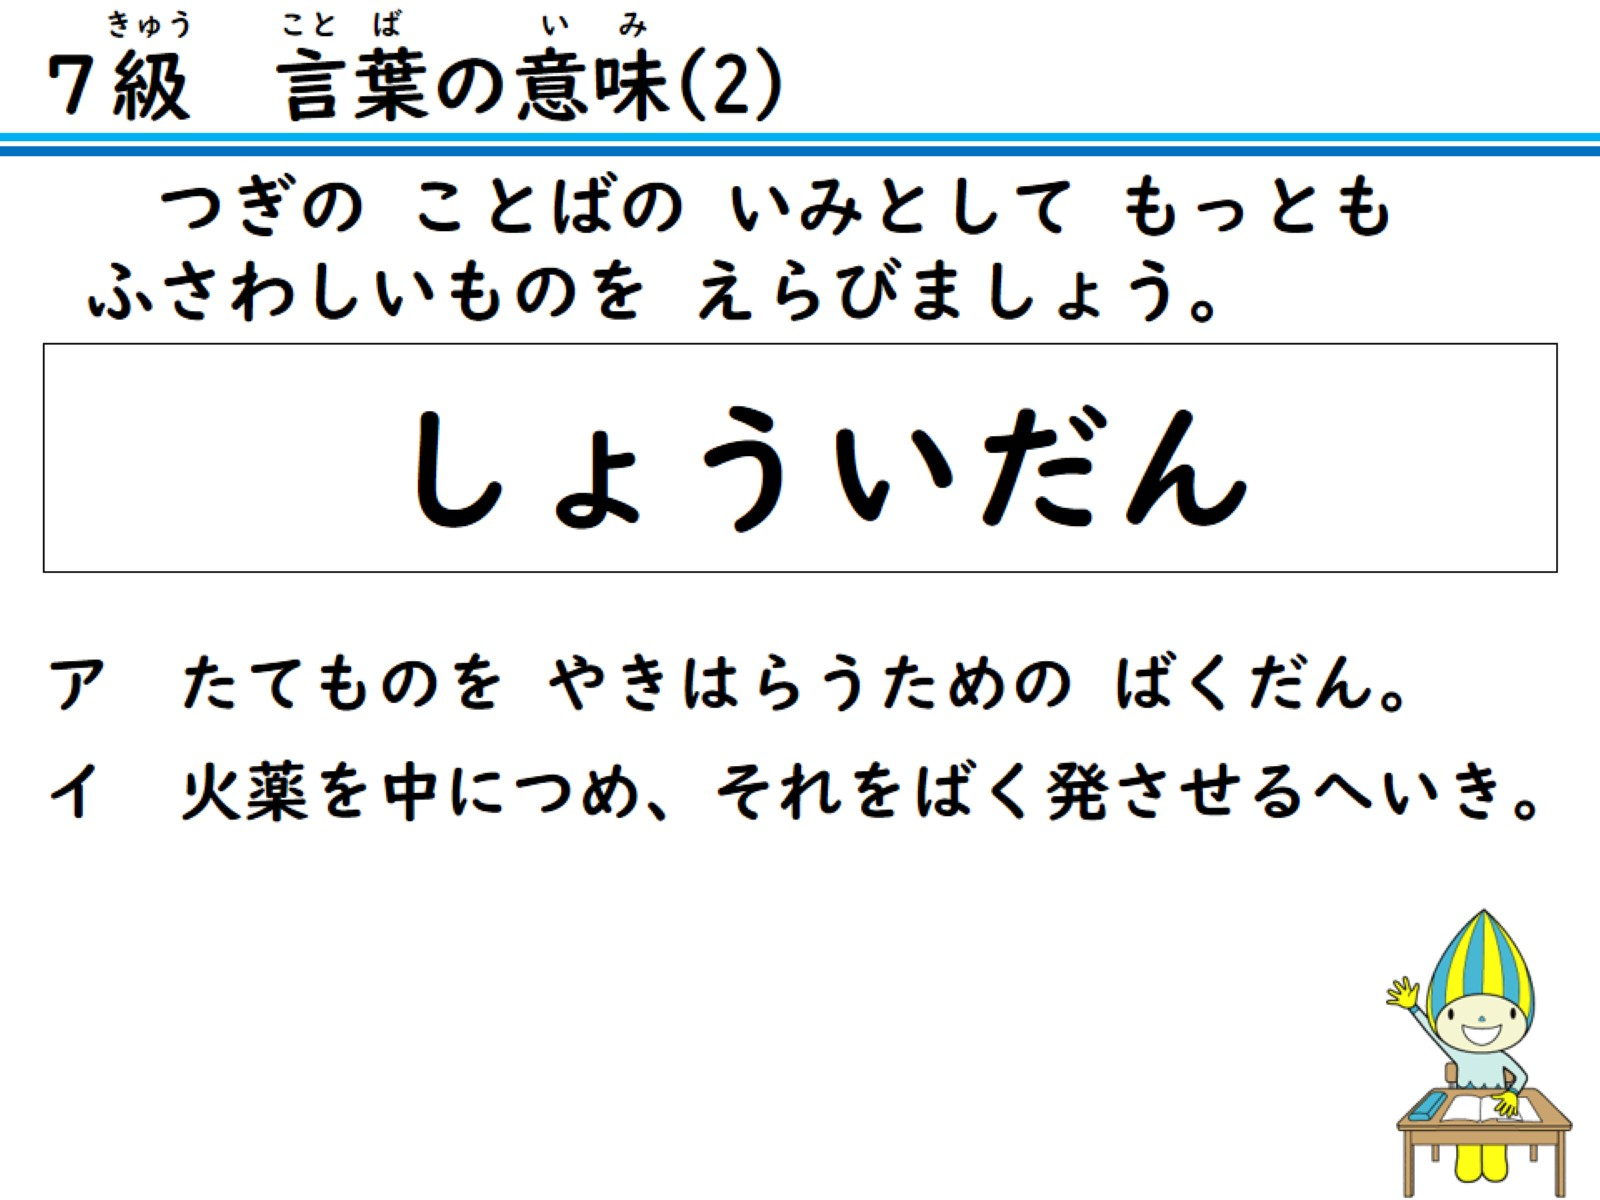 きゅう ことば いみ
７級 言葉の意味(2)
つぎの ことばの いみとして もっとも
ふさわしいものを えらびましょう。
しょういだん
ア たてものを やきはらうための ばくだん。
イ 火薬を中につめ、それをばく発させるへいき。